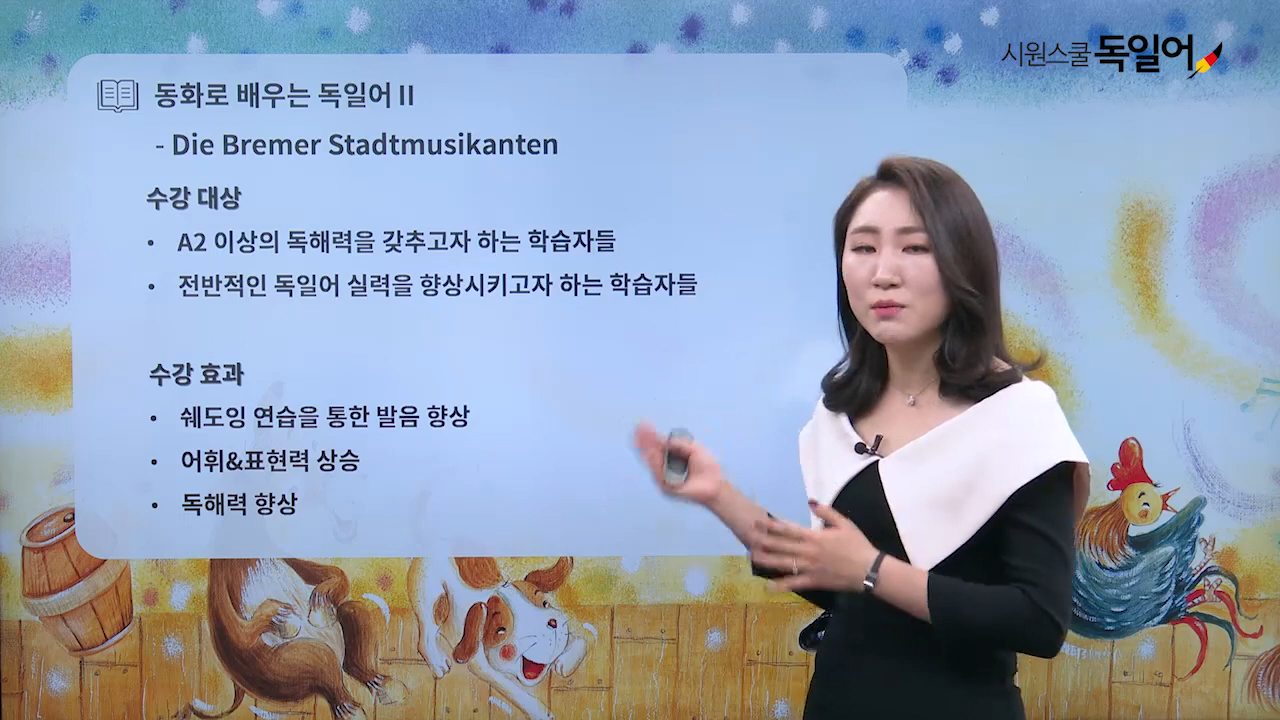 시원스쿨 독일어
동화로 배우는 독일어 II
- Die Bremer Stadtmusikanten
수강 대상
• A2 이상의 독해력을 갖추고자 하는 학습자들
• 전반적인 독일어 실력을 향상시키고자 하는 학습자들
수강 효과
• 쉐도잉 연습을 통한 발음 향상
• 어휘&표현력 상승
• 독해력 향상